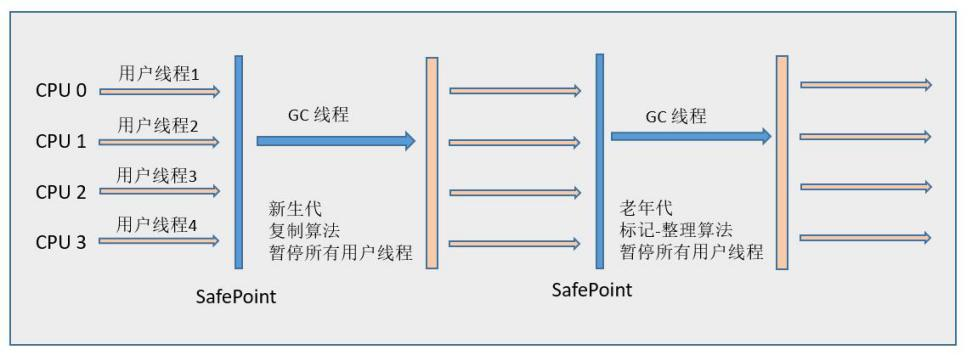 CPU 0
用户线程1
CPU 1
用户线程2
CPU 2
用户线程3
CPU 3
用户线程4
SafePoint
GC 线程
新生代
复制算法
暂停所有用户线程
SafePoint
GC 线程
老年代
标记-整理算法
暂停所有用户线程